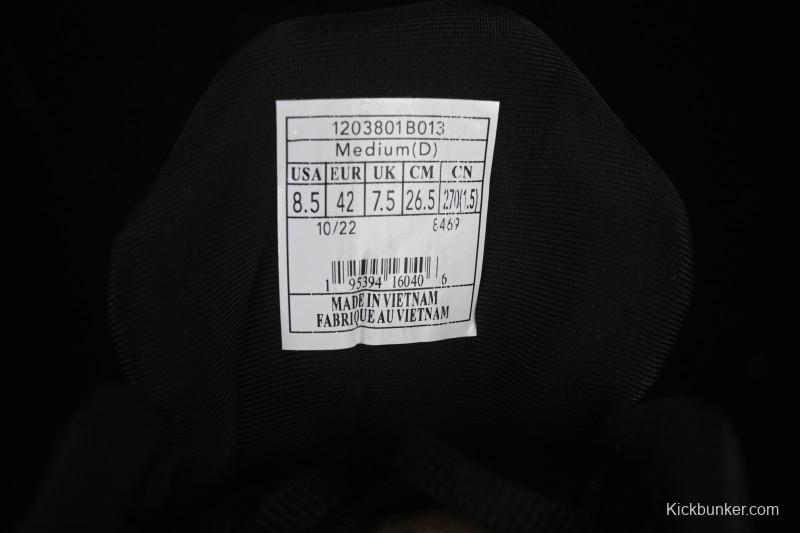 1203801B013
Medium(D)
USA EUR UK CM CN
8.5 42 7.5 26.5 270(1.5)
10/22 8469
1 95394 16040 6
MADE IN VIETNAM
FABRIQUE AU VIETNAM
Kickbunker.com